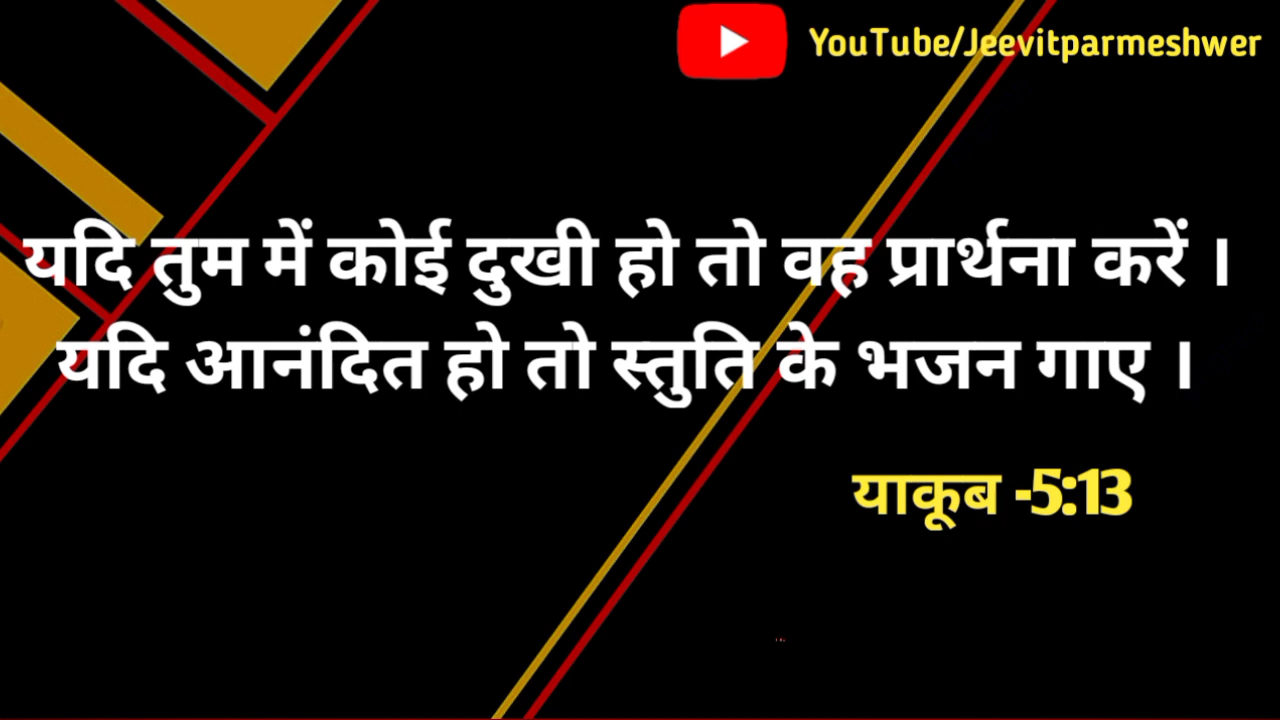 YouTube/Jeevitparmeshwer
यदि तुम में कोई दुखी हो तो वह प्रार्थना करें ।
यदि आनंदित हो तो स्तुति के भजन गाए ।
याकूब -5:13